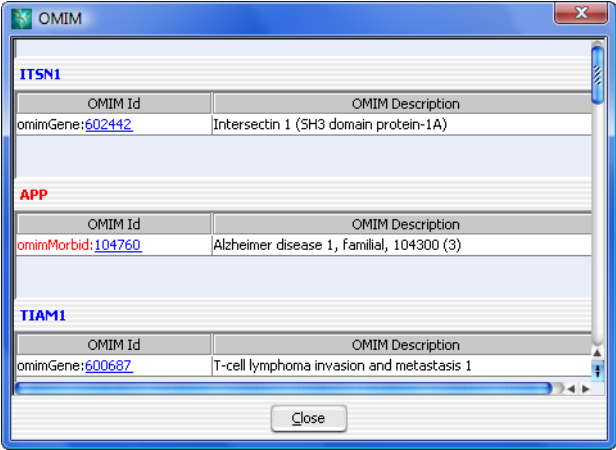 OMIM
ITSN1
OMIM Id OMIM Description
omimGene:602442 Intersectin 1 (SH3 domain protein-1A)
APP
OMIM Id OMIM Description
omimMorbid:104760 Alzheimer disease 1, familial, 104300 (3)
TIAM1
OMIM Id OMIM Description
omimGene:600687 T-cell lymphoma invasion and metastasis 1
Close